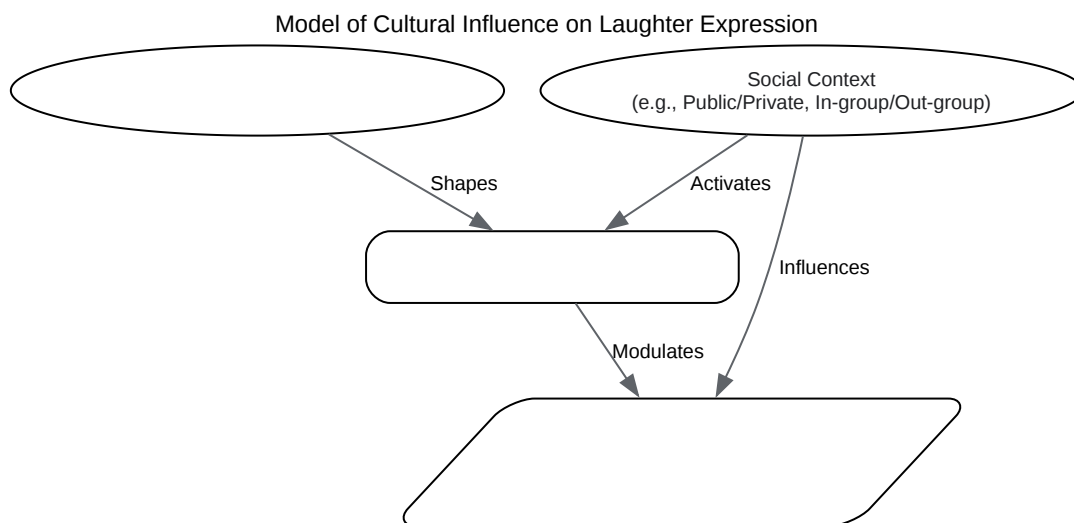 Model of Cultural Influence on Laughter Expression
Social Context
(e.g., Public/Private, In-group/Out-group)
Shapes
Activates
Influences
Modulates